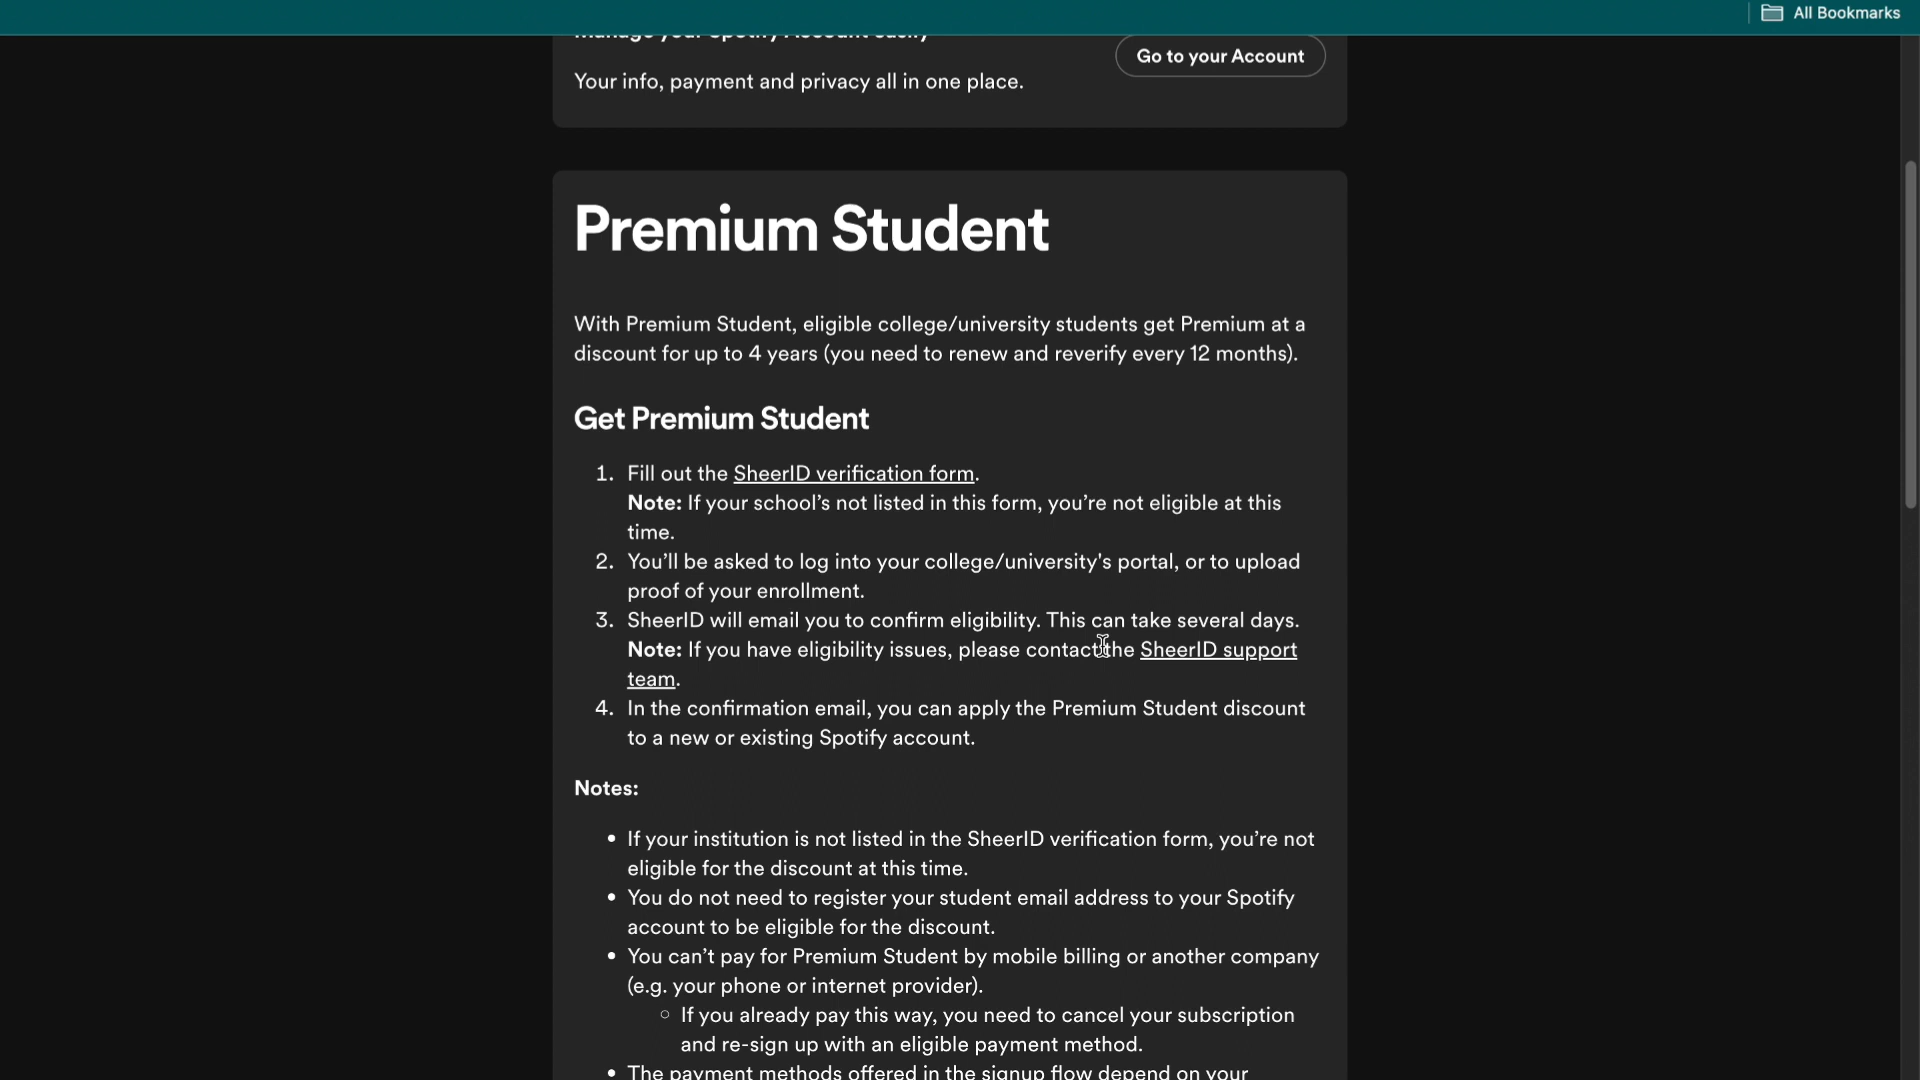 All Bookmarks
Manage your Spotify Account easily
Go to your Account
Your info, payment and privacy all in one place.
Premium Student
With Premium Student, eligible college/university students get Premium at a
discount for up to 4 years (you need to renew and reverify every 12 months).
Get Premium Student
1. Fill out the SheerID verification form.
Note: If your school’s not listed in this form, you’re not eligible at this
time.
2. You’ll be asked to log into your college/university's portal, or to upload
proof of your enrollment.
3. SheerID will email you to confirm eligibility. This can take several days.
Note: If you have eligibility issues, please contact the SheerID support
team.
4. In the confirmation email, you can apply the Premium Student discount
to a new or existing Spotify account.
Notes:
• If your institution is not listed in the SheerID verification form, you’re not
eligible for the discount at this time.
• You do not need to register your student email address to your Spotify
account to be eligible for the discount.
• You can’t pay for Premium Student by mobile billing or another company
(e.g. your phone or internet provider).
○ If you already pay this way, you need to cancel your subscription
and re-sign up with an eligible payment method.
• The payment methods offered in the signup flow depend on your